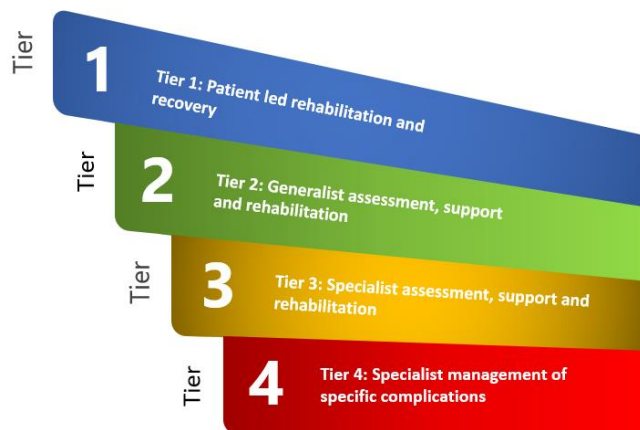 Tier
1
Tier 1: Patient led rehabilitation and
recovery
Tier
2
Tier 2: Generalist assessment, support
and rehabilitation
Tier
3
Tier 3: Specialist assessment, support and
rehabilitation
Tier
4
Tier 4: Specialist management of
specific complications